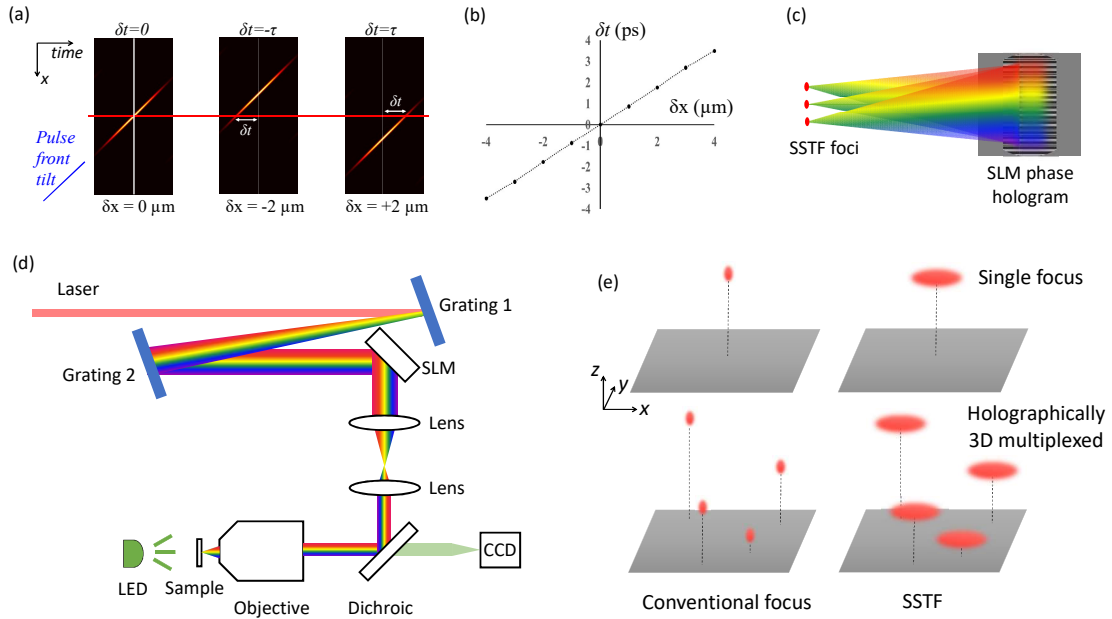 (a)
δt=0
δt=-τ
δt=τ
time
x
δt
δt
Pulse
front
tilt
δx = 0 µm
δx = -2 µm
δx = +2 µm
(b)
δt (ps)
4
3
2
1
0
-1
-2
-3
-4
-4
-2
0
2
4
δx (µm)
(c)
SSTF foci
SLM phase
hologram
(d)
Laser
Grating 1
Grating 2
SLM
Lens
Lens
LED
Sample
Objective
Dichroic
CCD
(e)
Single focus
z
y
x
Holographically
3D multiplexed
Conventional focus
SSTF